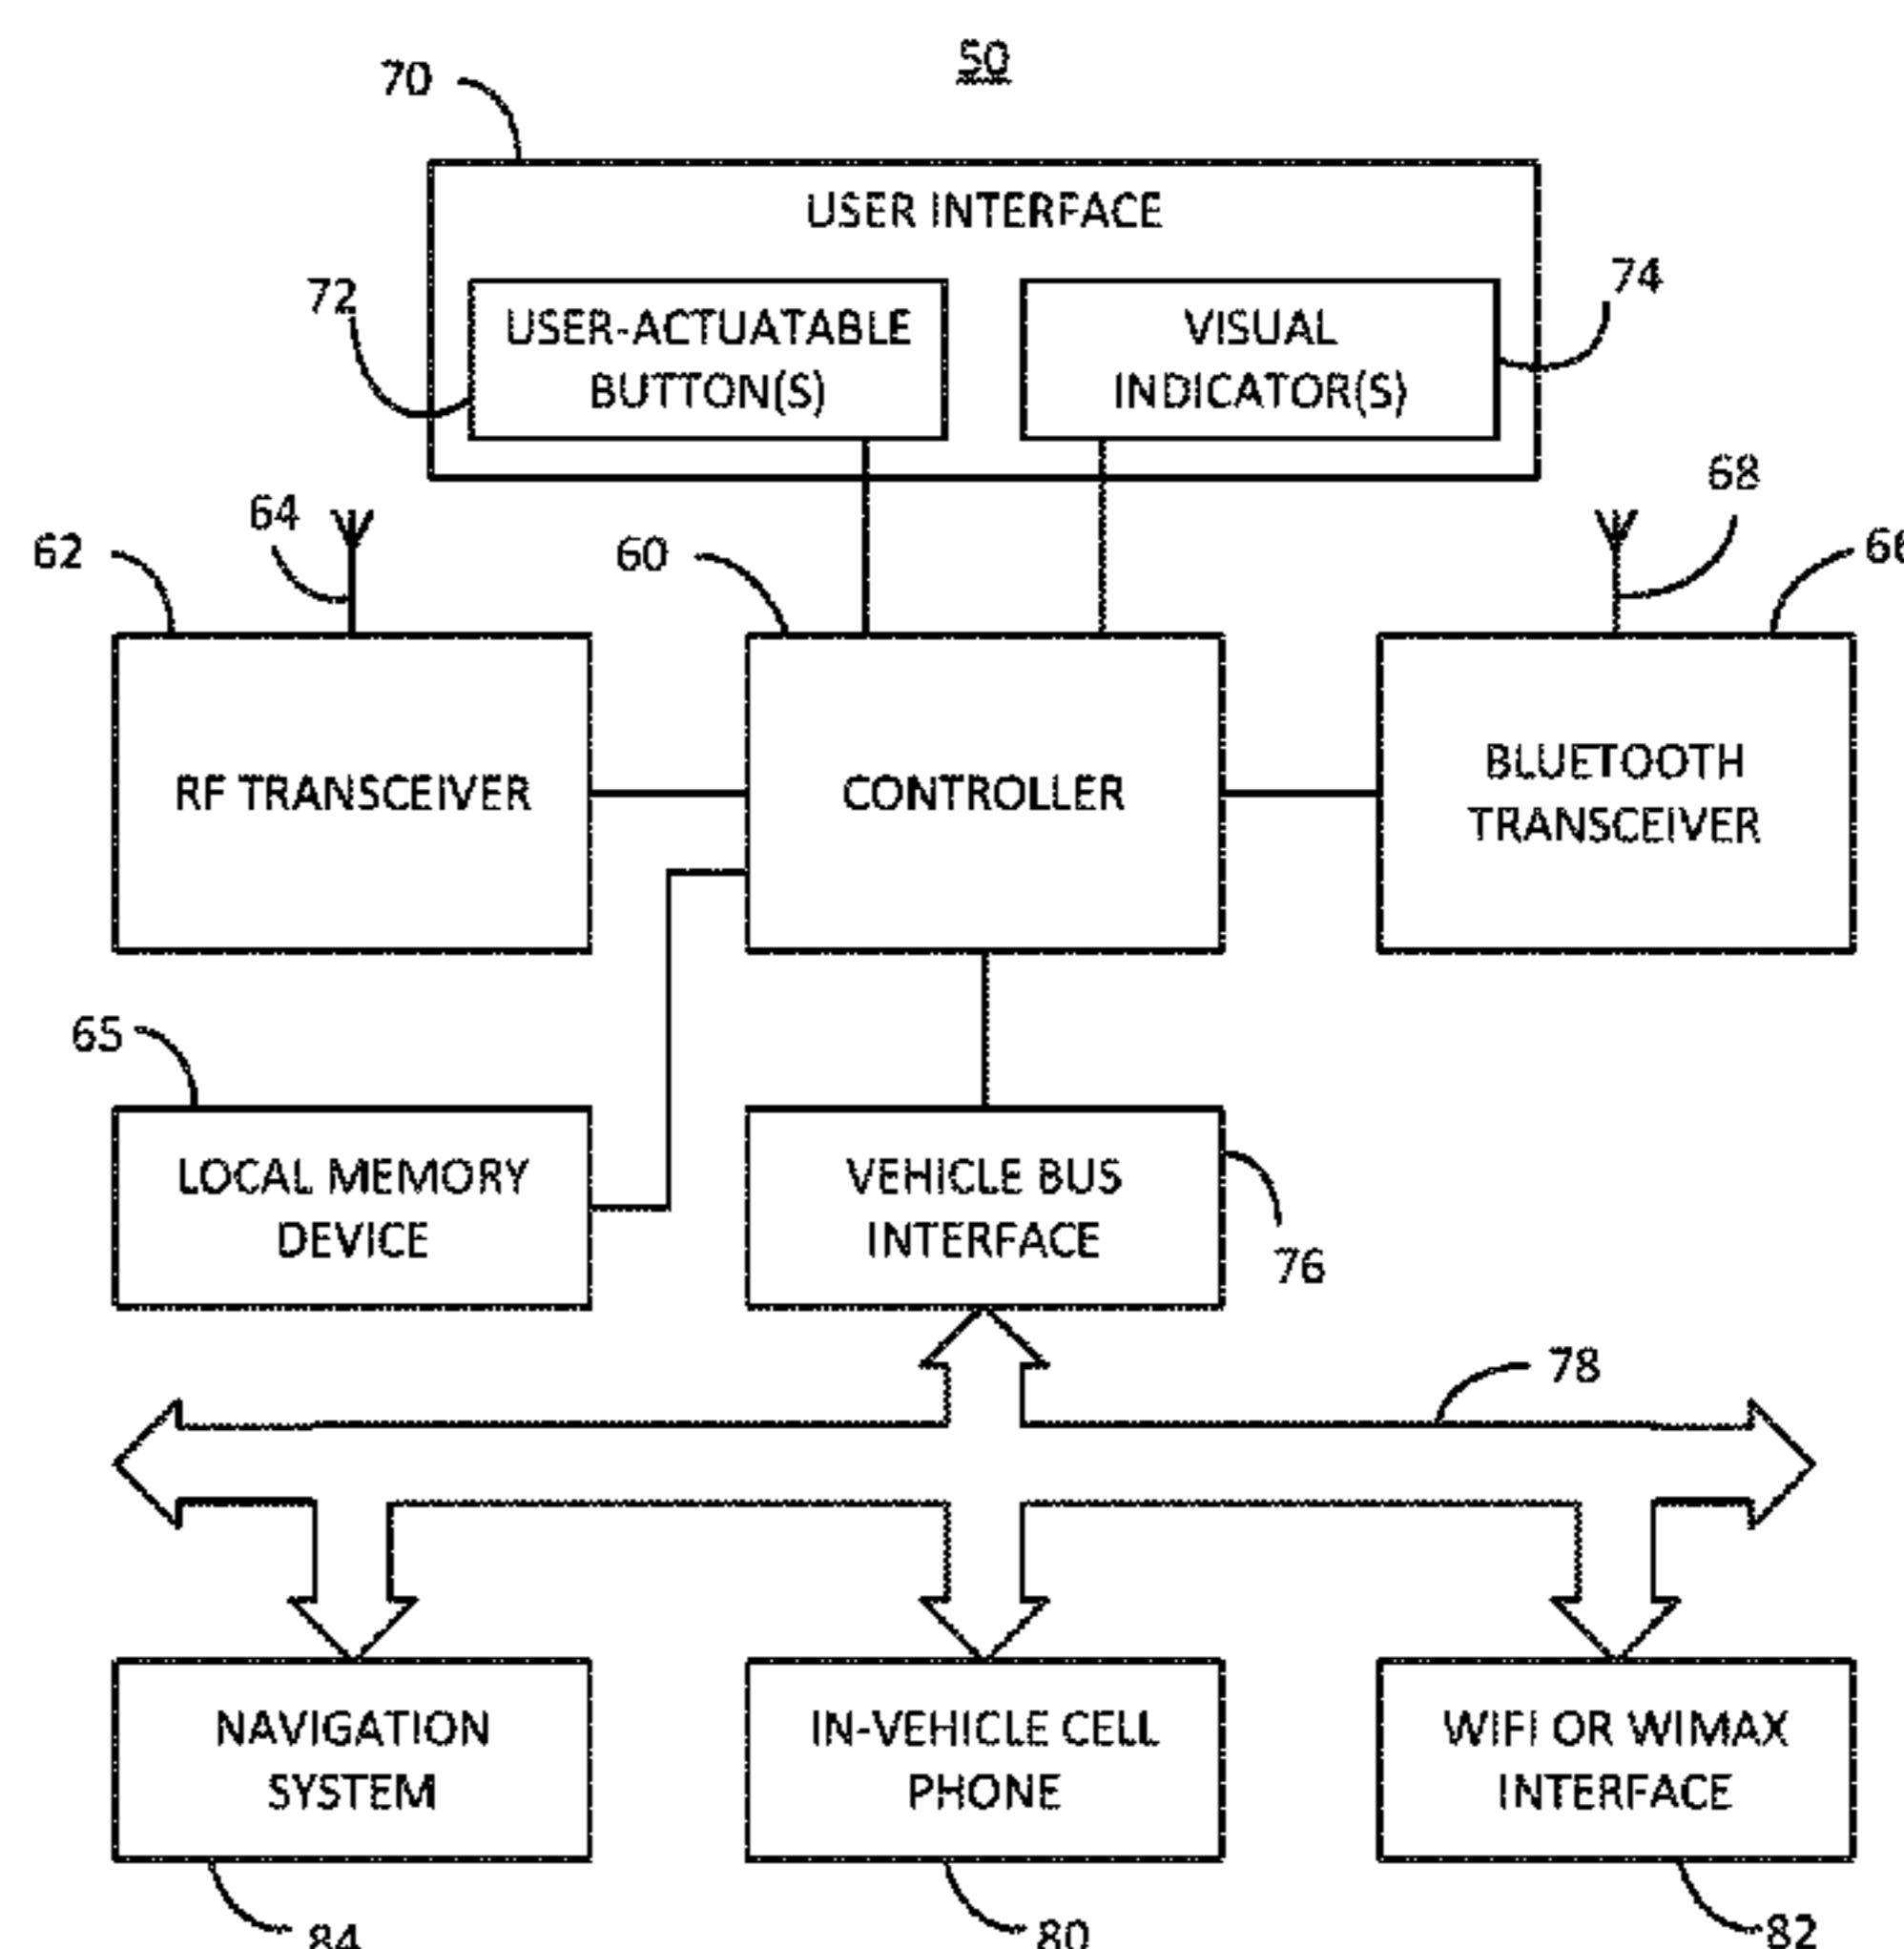 50
70
USER INTERFACE
72
USER-ACTUATABLE
BUTTON(S)
VISUAL
INDICATOR(S)
74
62
64
60
68
66
RF TRANSCEIVER
CONTROLLER
BLUETOOTH
TRANSCEIVER
65
LOCAL MEMORY
DEVICE
VEHICLE BUS
INTERFACE
76
78
NAVIGATION
SYSTEM
IN-VEHICLE CELL
PHONE
WIFI OR WIMAX
INTERFACE
84
80
82